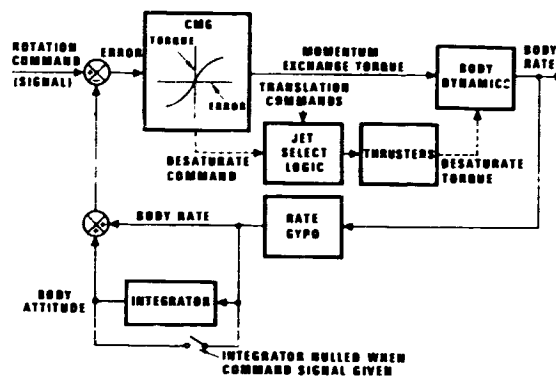 CMG
ROTATION
COMMAND
(SIGNAL)
ERROR
TORQUE
ERROR
MOMENTUM
EXCHANGE TORQUE
TRANSLATION
COMMANDS
BODY
DYNAMICS
BODY
RATE
DESATURATE
COMMAND
JET
SELECT
LOGIC
THRUSTERS
DESATURATE
TORQUE
BODY RATE
RATE
GYPO
BODY
ATTITUDE
INTEGRATOR
INTEGRATOR NULLED WHEN
COMMAND SIGNAL GIVEN